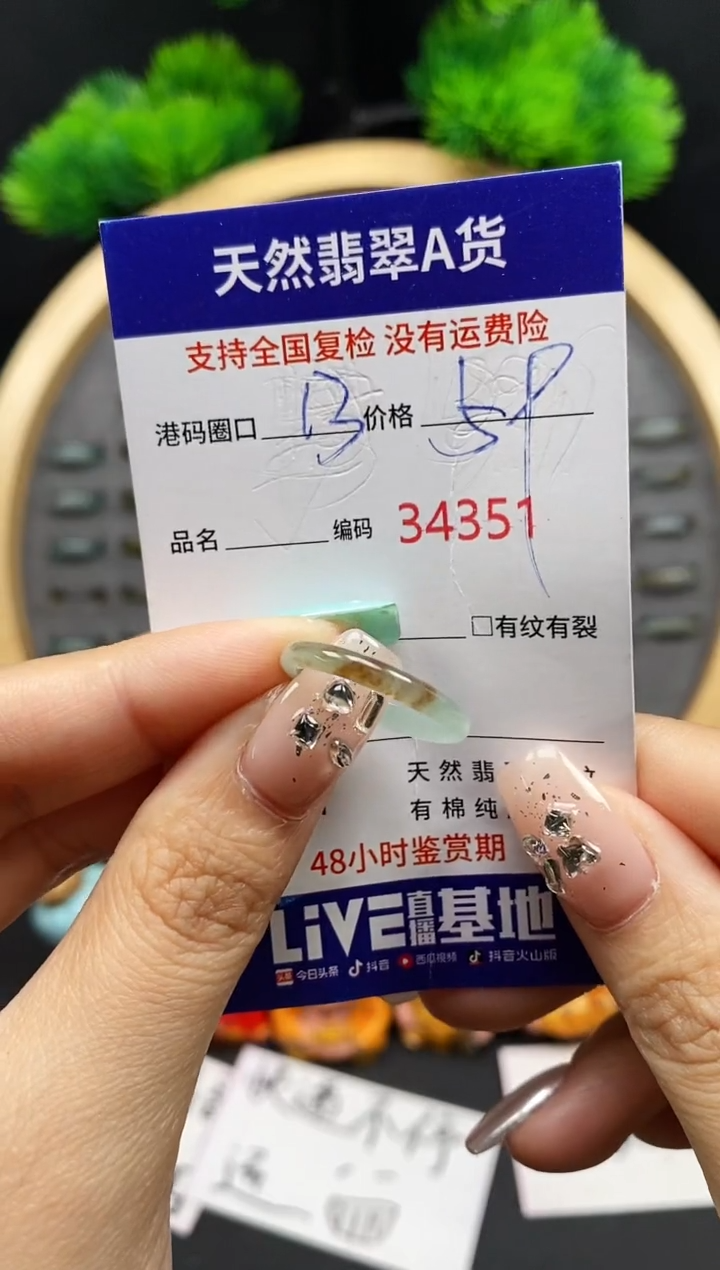 天然翡翠A货
支持全国复检 没有运费险
港码圈口 13 价格 59
品名 编码 34351
□有纹有裂
天然翡
有棉纯
48小时鉴赏期
LiVE直播基地
头条 今日头条 抖音 西瓜视频 抖音火山版